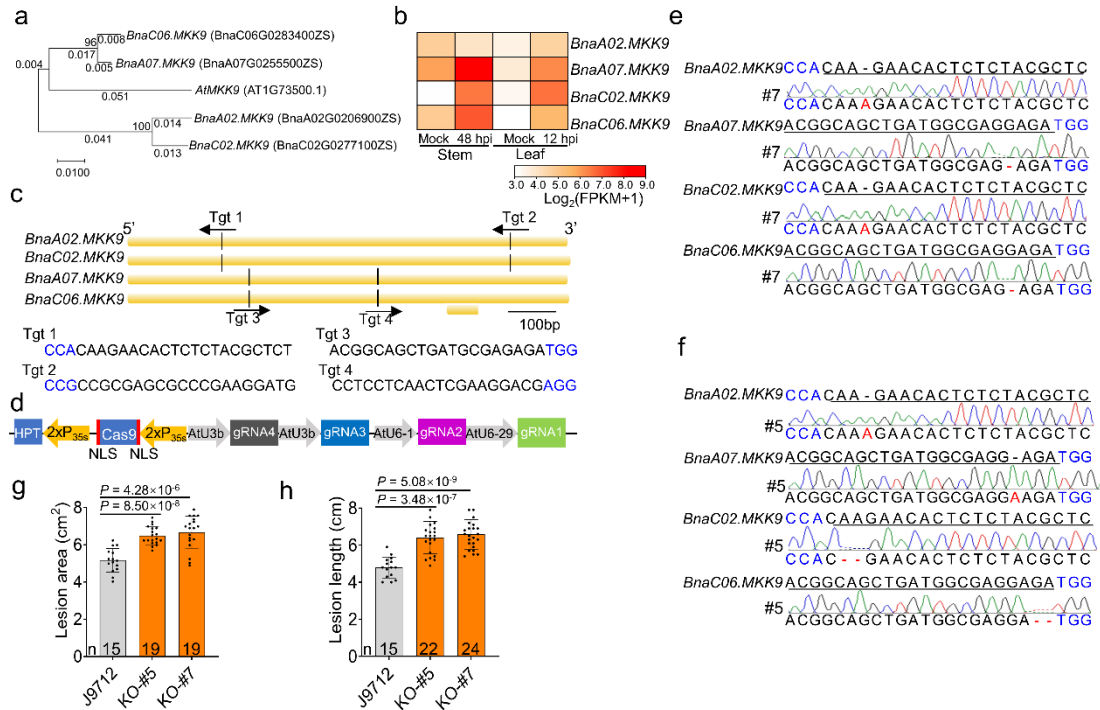 a
0.008
BnaC06.MKK9 (BnaC06G0283400ZS)
96
0.017
0.004
0.005
BnaA07.MKK9 (BnaA07G0255500ZS)
AtMKK9 (AT1G73500.1)
0.051
0.014
BnaA02.MKK9 (BnaA02G0206900ZS)
100
0.041
0.013
BnaC02.MKK9 (BnaC02G0277100ZS)
0.0100
b
BnaA02.MKK9
BnaA07.MKK9
BnaC02.MKK9
BnaC06.MKK9
Mock 48 hpi Mock 12 hpi
Stem Leaf
3.0 4.0 5.0 6.0 7.0 8.0 9.0
Log2(FPKM+1)
c
5’ Tgt 1 Tgt 2 3’
BnaA02.MKK9
BnaC02.MKK9
BnaA07.MKK9
BnaC06.MKK9
Tgt 3 Tgt 4
100bp
Tgt 1
CCACAAGAACACTCTCTACGCTCT
Tgt 2
CCGCCGCGAGCGCCCGAAGGATG
Tgt 3
ACGGCAGCTGATGCGAGAGATGG
Tgt 4
CCTCCTCAACTCGAAGGACGAGG
d
HPT 2xP35s Cas9 2xP35s AtU3b gRNA4 AtU3b gRNA3 AtU6-1 gRNA2 AtU6-29 gRNA1
NLS NLS
e
BnaA02.MKK9 CCACAA-GAACACTCTCTACGCTC
#7
CCACAAAGAACACTCTCTACGCTC
BnaA07.MKK9 ACGGCAGCTGATGGCGAGGAGATGG
#7
ACGGCAGCTGATGGCGAG-AGATGG
BnaC02.MKK9 CCACAA-GAACACTCTCTACGCTC
#7
CCACAAAGAACACTCTCTACGCTC
BnaC06.MKK9 ACGGCAGCTGATGGCGAGGAGATGG
#7
ACGGCAGCTGATGGCGAG-AGATGG
f
BnaA02.MKK9 CCACAA-GAACACTCTCTACGCTC
#5
CCACAAAGAACACTCTCTACGCTC
BnaA07.MKK9 ACGGCAGCTGATGGCGAGG-AGATGG
#5
ACGGCAGCTGATGGCGAGGAAGATGG
BnaC02.MKK9 CCACAAGAACACTCTCTACGCTC
#5
CCAC--GAACACTCTCTACGCTC
BnaC06.MKK9 ACGGCAGCTGATGGCGAGGAGATGG
#5
ACGGCAGCTGATGGCGAGGA--TGG
g
P = 4.28×10-6
P = 8.50×10-8
Lesion area (cm2)
8
6
4
2
0
n 15 19 19
J9712 KO-#5 KO-#7
h
P = 5.08×10-9
P = 3.48×10-7
Lesion length (cm)
8
6
4
2
0
n 15 22 24
J9712 KO-#5 KO-#7